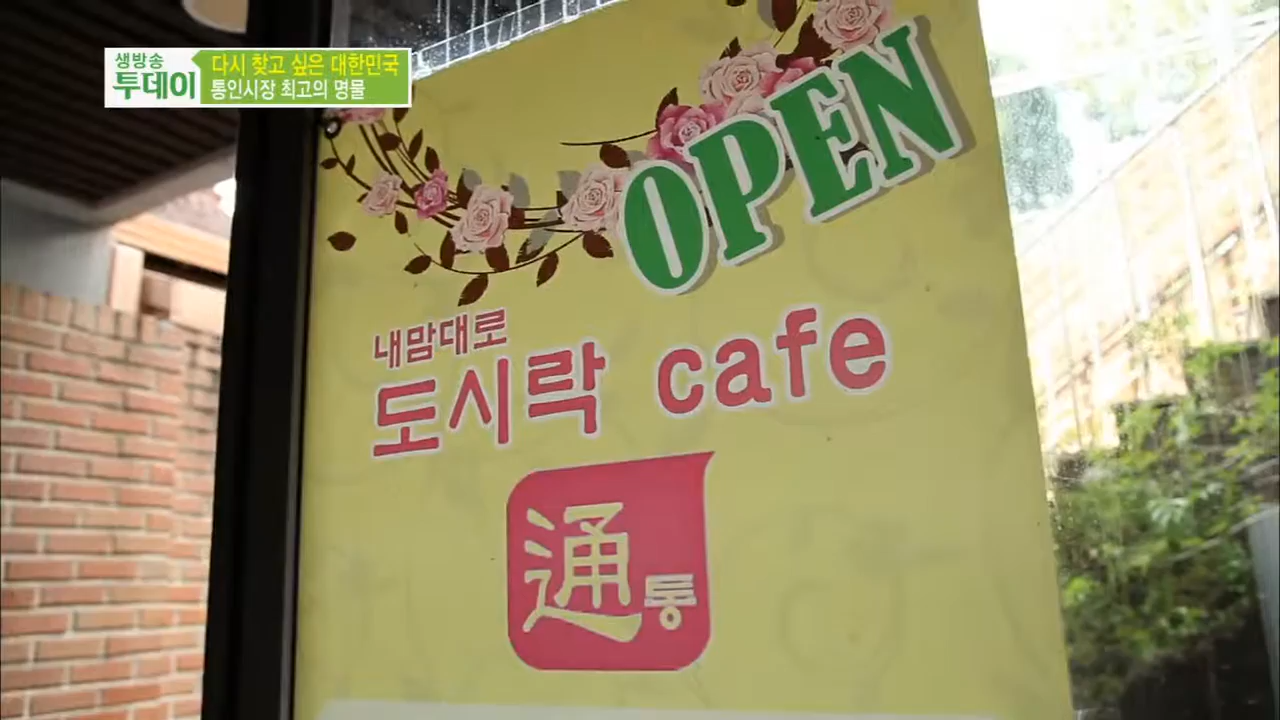 생방송
투데이
다시 찾고 싶은 대한민국
통인시장 최고의 명물
OPEN
내맘대로
도시락 cafe
通 통